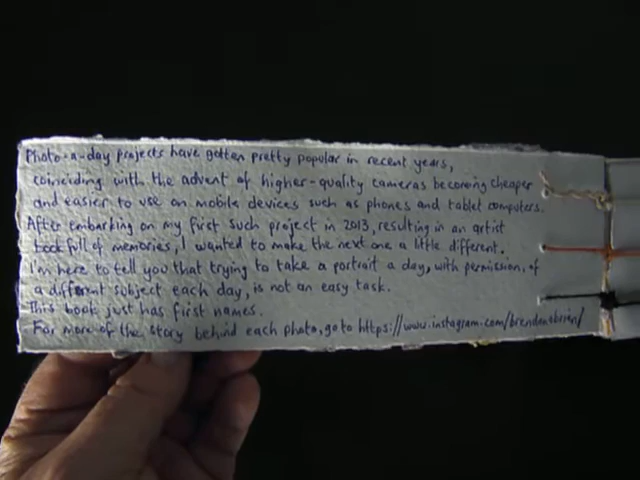 Photo-a-day projects have gotten pretty popular in recent years,
coinciding with the advent of higher-quality cameras becoming cheaper
and easier to use on mobile devices such as phones and tablet computers.
After embarking on my first such project in 2013, resulting in an artist
book full of memories, I wanted to make the next one a little different.
I'm here to tell you that trying to take a portrait a day, with permission, of
a different subject each day, is not an easy task.
This book just has first names.
For more of the story behind each photo, go to https://www.instagram.com/brendenobrien/